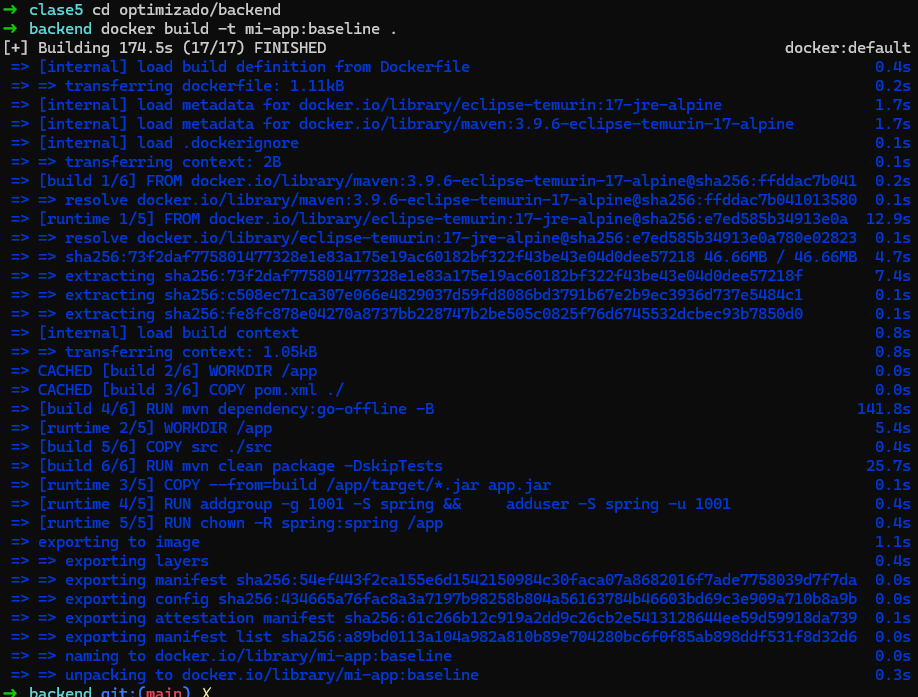 → clase5 cd optimizado/backend
→ backend docker build -t mi-app:baseline .
[+] Building 174.5s (17/17) FINISHED docker:default
=> [internal] load build definition from Dockerfile 0.4s
=> => transferring dockerfile: 1.11kB 0.2s
=> [internal] load metadata for docker.io/library/eclipse-temurin:17-jre-alpine 1.7s
=> [internal] load metadata for docker.io/library/maven:3.9.6-eclipse-temurin-17-alpine 1.7s
=> [internal] load .dockerignore 0.1s
=> => transferring context: 2B 0.1s
=> [build 1/6] FROM docker.io/library/maven:3.9.6-eclipse-temurin-17-alpine@sha256:ffddac7b041 0.2s
=> => resolve docker.io/library/maven:3.9.6-eclipse-temurin-17-alpine@sha256:ffddac7b041013580 0.1s
=> [runtime 1/5] FROM docker.io/library/eclipse-temurin:17-jre-alpine@sha256:e7ed585b34913e0a 12.9s
=> => resolve docker.io/library/eclipse-temurin:17-jre-alpine@sha256:e7ed585b34913e0a780e02823 0.1s
=> => sha256:73f2daf775801477328e1e83a175e19ac60182bf322f43be43e04d0dee57218 46.66MB / 46.66MB 4.7s
=> => extracting sha256:73f2daf775801477328e1e83a175e19ac60182bf322f43be43e04d0dee57218f 7.4s
=> => extracting sha256:c508ec71ca307e066e4829037d59fd8086bd3791b67e2b9ec3936d737e5484c1 0.1s
=> => extracting sha256:fe8fc878e04270a8737bb228747b2be505c0825f76d6745532dcbec93b7850d0 0.1s
=> [internal] load build context 0.8s
=> => transferring context: 1.05kB 0.8s
=> CACHED [build 2/6] WORKDIR /app 0.0s
=> CACHED [build 3/6] COPY pom.xml ./ 0.0s
=> [build 4/6] RUN mvn dependency:go-offline -B 141.8s
=> [runtime 2/5] WORKDIR /app 5.4s
=> [build 5/6] COPY src ./src 0.4s
=> [build 6/6] RUN mvn clean package -DskipTests 25.7s
=> [runtime 3/5] COPY --from=build /app/target/*.jar app.jar 0.1s
=> [runtime 4/5] RUN addgroup -g 1001 -S spring &&     adduser -S spring -u 1001 0.4s
=> [runtime 5/5] RUN chown -R spring:spring /app 0.4s
=> exporting to image 1.1s
=> => exporting layers 0.4s
=> => exporting manifest sha256:54ef443f2ca155e6d1542150984c30faca07a8682016f7ade7758039d7f7da 0.0s
=> => exporting config sha256:434665a76fac8a3a7197b98258b804a56163784b46603bd69c3e909a710b8a9b 0.0s
=> => exporting attestation manifest sha256:61c266b12c919a2dd9c26cb2e5413128644ee59d59918da739 0.1s
=> => exporting manifest list sha256:a89bd0113a104a982a810b89e704280bc6f0f85ab898ddf531f8d32d6 0.0s
=> => naming to docker.io/library/mi-app:baseline 0.0s
=> => unpacking to docker.io/library/mi-app:baseline 0.3s
→ backend git:(main) ✗